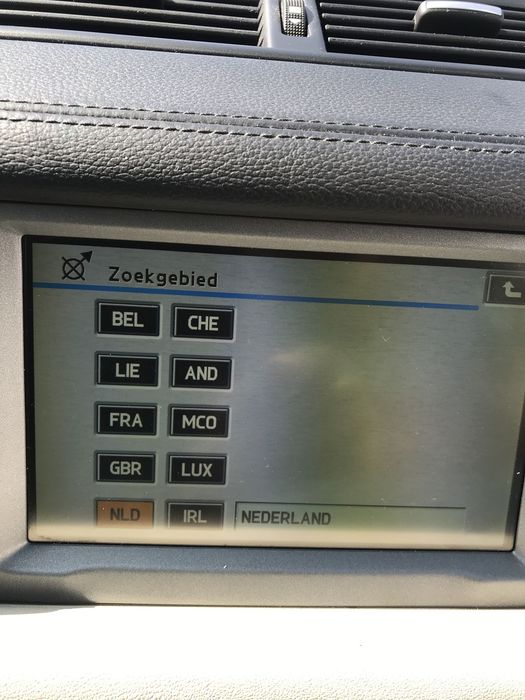 Zoekgebied
BEL CHE
LIE AND
FRA MCO
GBR LUX
NLD IRL NEDERLAND